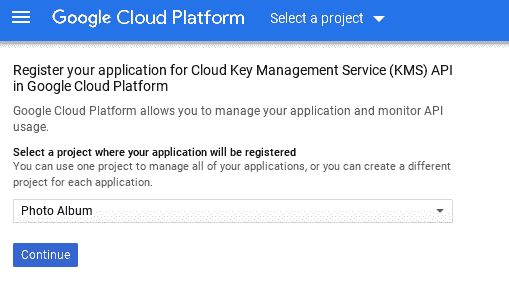 Google Cloud Platform Select a project
Register your application for Cloud Key Management Service (KMS) API
in Google Cloud Platform
Google Cloud Platform allows you to manage your application and monitor API
usage.
Select a project where your application will be registered
You can use one project to manage all of your applications, or you can create a different
project for each application.
Photo Album
Continue